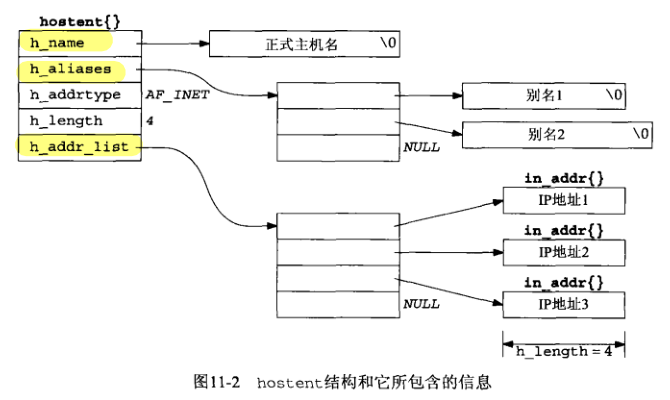 hostent{}
h_name
正式主机名 \0
h_aliases
h_addrtype AF_INET
别名1 \0
h_length 4
别名2 \0
h_addr_list
NULL
in_addr{}
IP地址1
in_addr{}
IP地址2
in_addr{}
NULL
IP地址3
h_length = 4
图11-2 hostent结构和它所包含的信息